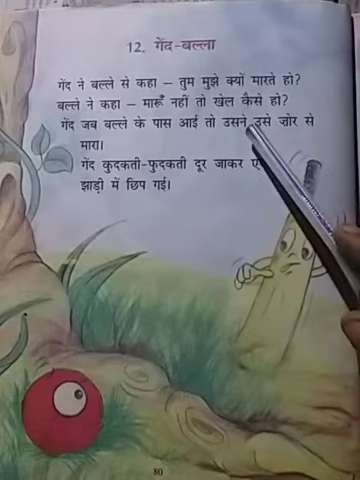 12. गेंद-बल्ला
गेंद ने बल्ले से कहा – तुम मुझे क्यों मारते हो?
बल्ले ने कहा – मारूँ नहीं तो खेल कैसे हो?
गेंद जब बल्ले के पास आई तो उसने उसे ज़ोर से
मारा।
गेंद कुदकती-फुदकती दूर जाकर
झाड़ी में छिप गई।
80